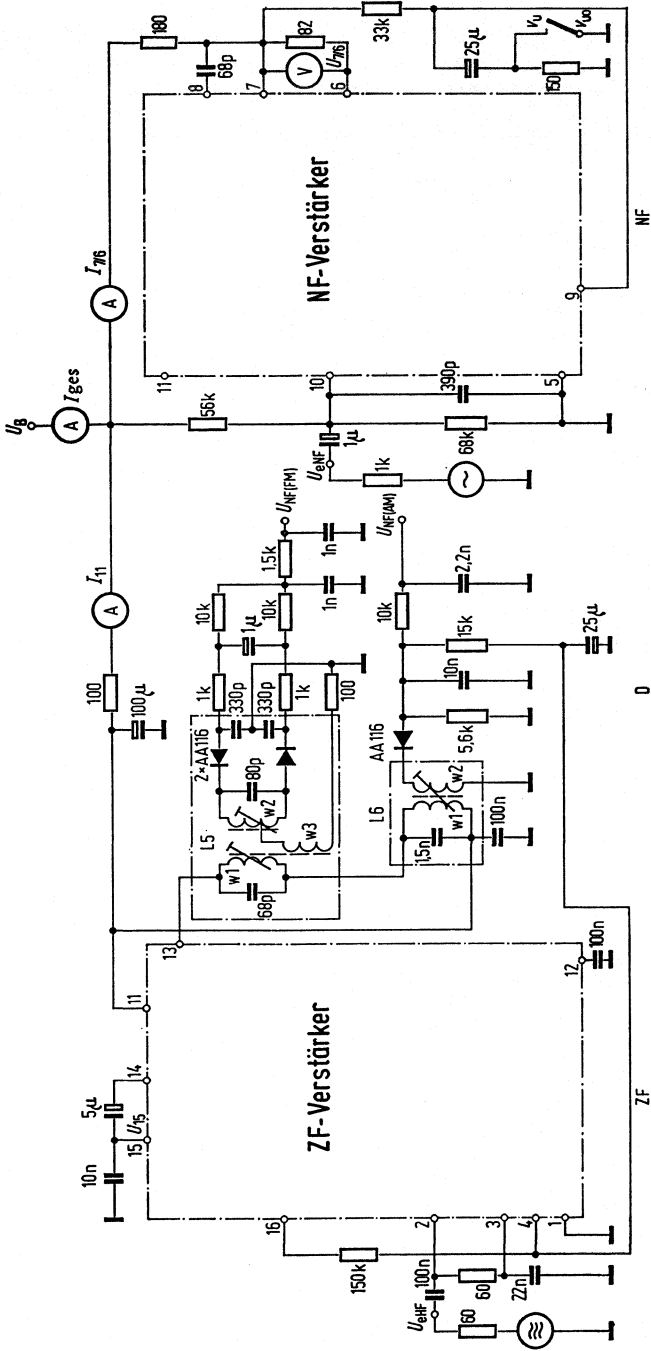 U_B
A
I_ges
I_11
A
I_7/6
A
100
100µ
180
68p
8
7
82
V
U_7/6
6
33k
25µ
V_u
V_uo
150
NF-Verstärker
11
10
5
9
NF
56k
390p
1µ
U_eNF
68k
1k
~
U_NF(FM)
1,5k
1n
1n
10k
10k
1µ
1k
1k
330p
330p
100
2×AA116
80p
L5
w1
w2
w3
68p
U_NF(AM)
10k
2,2n
15k
10n
5,6k
25µ
AA116
L6
w1
w2
1,5n
100n
D
13
11
14
15
U_15
5µ
10n
ZF-Verstärker
12
100n
16
2
3
4
1
150k
100n
U_eHF
60
60
22n
ZF